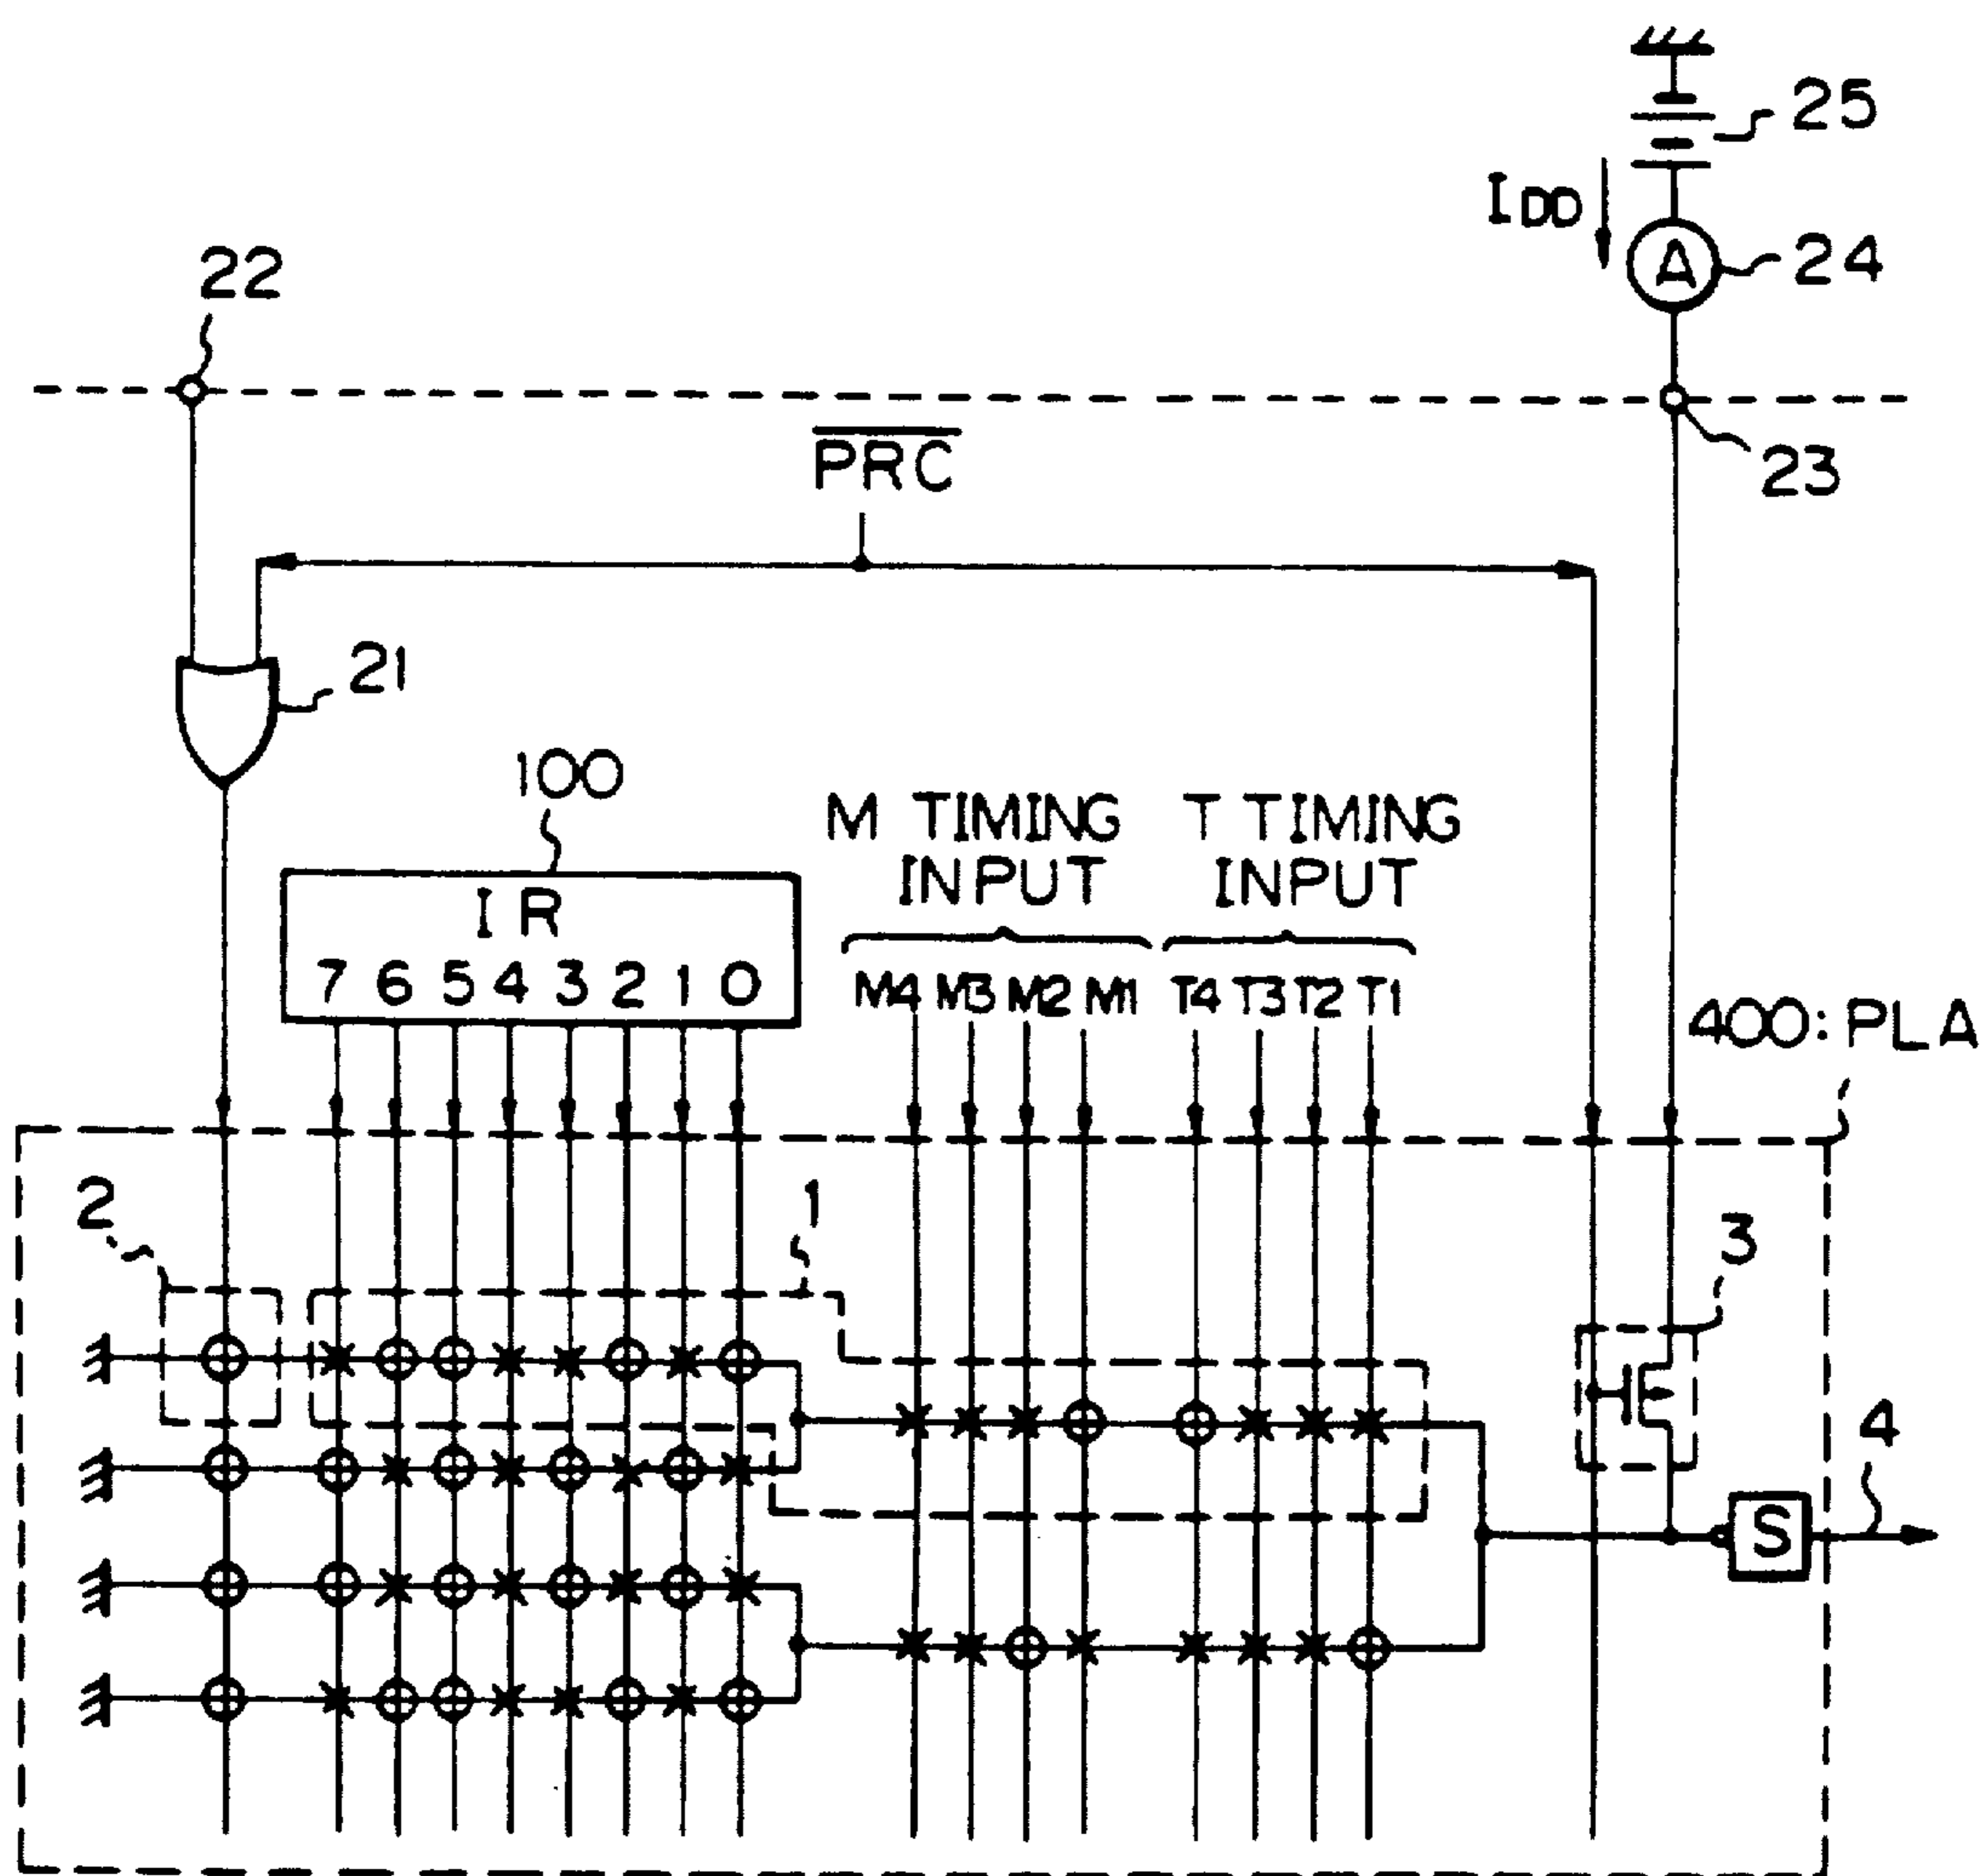 25
IDD
A
24
22
23
PRC
21
100
M TIMING INPUT
T TIMING INPUT
IR
7 6 5 4 3 2 1 0
M4 M3 M2 M1 T4 T3 T2 T1
400: PLA
2
1
3
4
S